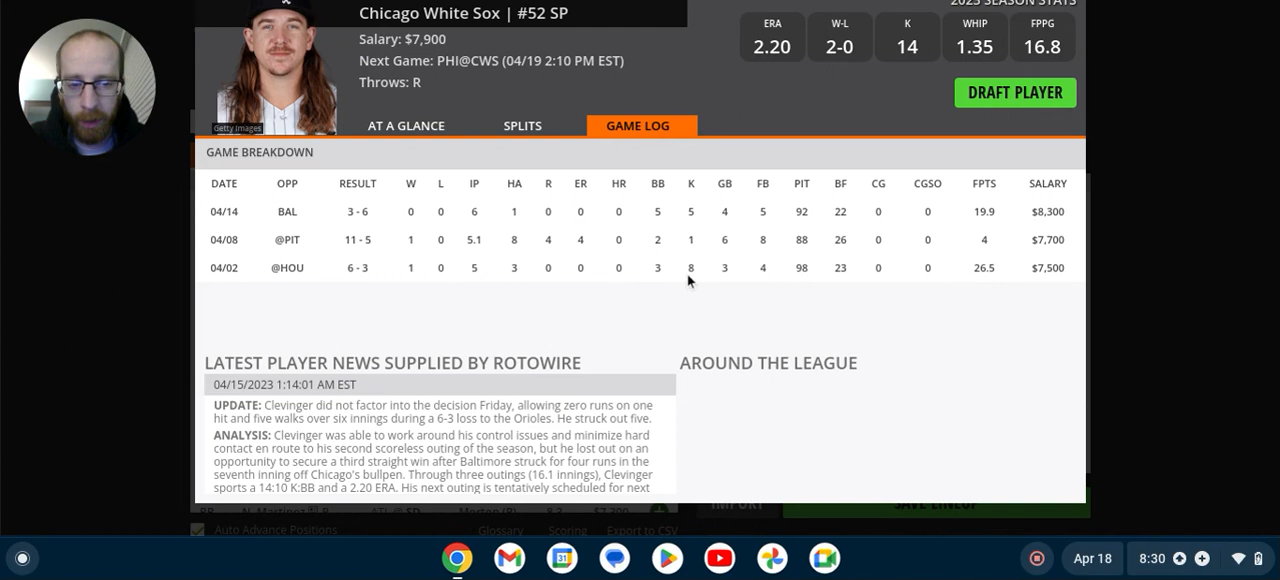 Chicago White Sox | #52 SP
2023 SEASON STATS
Salary: $7,900
Next Game: PHI@CWS (04/19 2:10 PM EST)
Throws: R
ERA W-L K WHIP FPPG
2.20 2-0 14 1.35 16.8
DRAFT PLAYER
Getty Images
AT A GLANCE SPLITS GAME LOG
GAME BREAKDOWN
DATE OPP RESULT W L IP HA R ER HR BB K GB FB PIT BF CG CGSO FPTS SALARY
04/14 BAL 3 - 6 0 0 6 1 0 0 0 5 5 4 5 92 22 0 0 19.9 $8,300
04/08 @PIT 11 - 5 1 0 5.1 8 4 4 0 2 1 6 8 88 26 0 0 4 $7,700
04/02 @HOU 6 - 3 1 0 5 3 0 0 0 3 8 3 4 98 23 0 0 26.5 $7,500
LATEST PLAYER NEWS SUPPLIED BY ROTOWIRE
AROUND THE LEAGUE
04/15/2023 1:14:01 AM EST
UPDATE: Clevinger did not factor into the decision Friday, allowing zero runs on one
hit and five walks over six innings during a 6-3 loss to the Orioles. He struck out five.
ANALYSIS: Clevinger was able to work around his control issues and minimize hard
contact en route to his second scoreless outing of the season, but he lost out on an
opportunity to secure a third straight win after Baltimore struck for four runs in the
seventh inning off Chicago's bullpen. Through three outings (16.1 innings), Clevinger
sports a 14:10 K:BB and a 2.20 ERA. His next outing is tentatively scheduled for next
IMPORT SAVE LINEUP
Auto Advance Positions Glossary Scoring Export to CSV
Apr 18 8:30